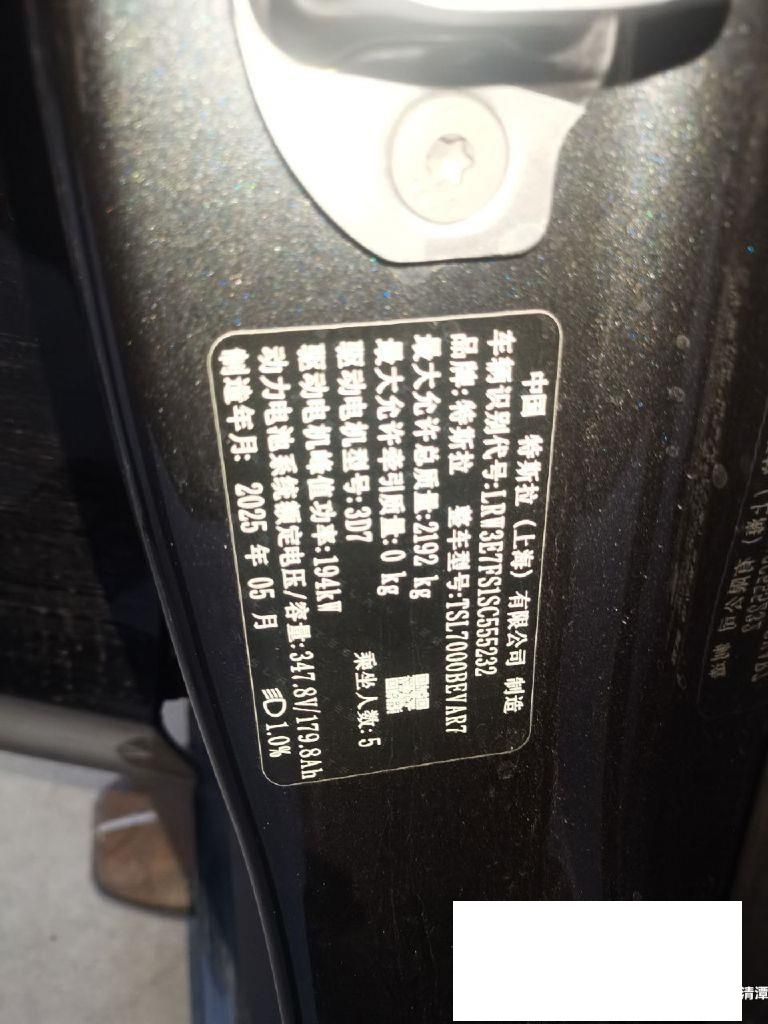 中国 特斯拉（上海）有限公司 制造
车辆识别代号:LRW3E7FS1SC555232
品牌:特斯拉 整车型号:TSL7000BEVAR7
最大允许总质量:2192 kg
最大允许牵引质量:0 kg
驱动电机型号:3D7 乘坐人数:5
驱动电机峰值功率:194kW
动力电池系统额定电压/容量:347.8V/179.8Ah
制造年月: 2025 年 05 月 1.0%
清潭